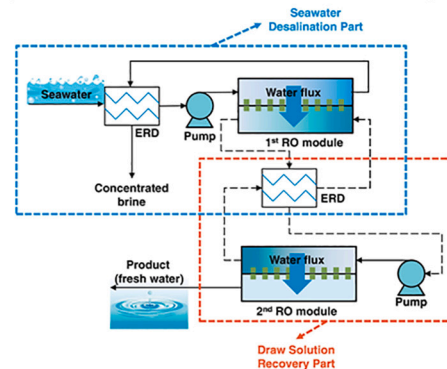 Seawater
Desalination Part
Seawater
Water flux
ERD
Pump
1st RO module
Concentrated
brine
ERD
Product
(fresh water)
Water flux
Pump
2nd RO module
Draw Solution
Recovery Part